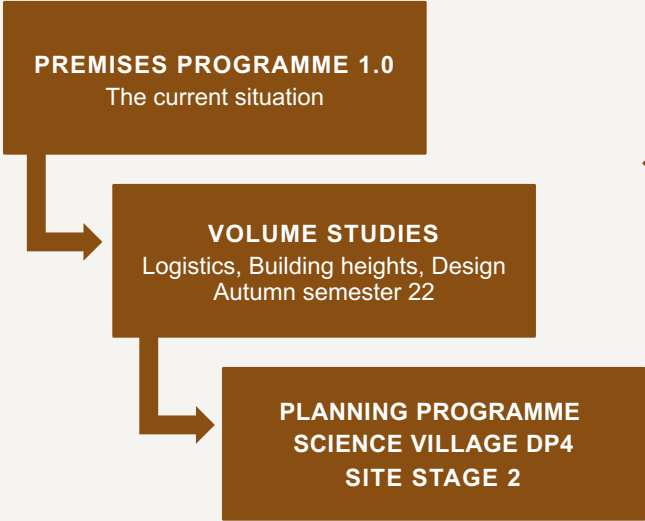 PREMISES PROGRAMME 1.0
The current situation
VOLUME STUDIES
Logistics, Building heights, Design
Autumn semester 22
PLANNING PROGRAMME
SCIENCE VILLAGE DP4
SITE STAGE 2